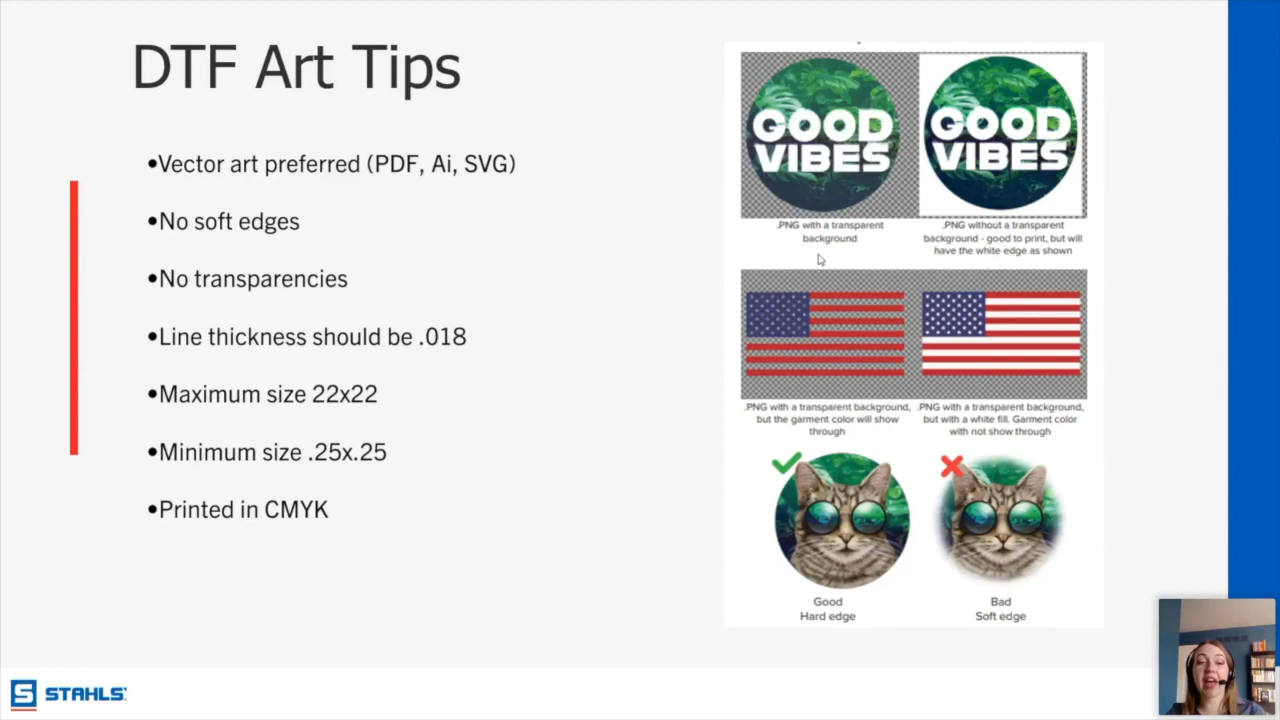 DTF Art Tips
•Vector art preferred (PDF, Ai, SVG)
•No soft edges
•No transparencies
•Line thickness should be .018
•Maximum size 22x22
•Minimum size .25x.25
•Printed in CMYK
GOOD
VIBES
GOOD
VIBES
.PNG with a transparent
background
.PNG without a transparent
background - good to print, but will
have the white edge as shown
.PNG with a transparent background,
but the garment color will show
through
.PNG with a transparent background,
but with a white fill. Garment color
with not show through
Good
Hard edge
Bad
Soft edge
S STAHLS'